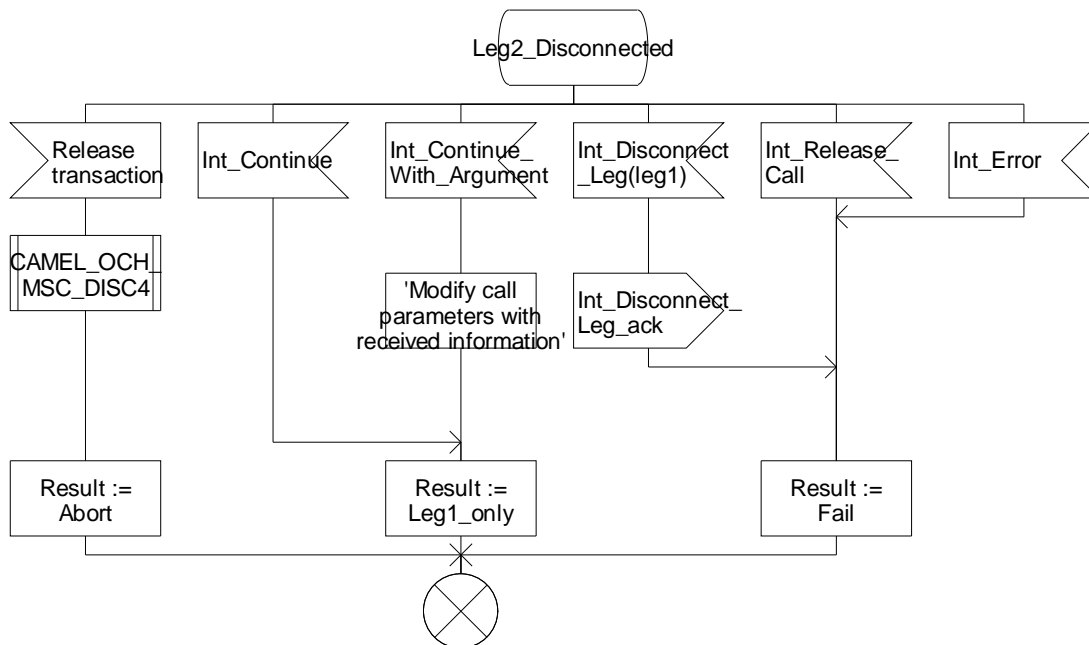 Leg2_Disconnected
Release
transaction
Int_Continue
Int_Continue_
With_Argument
Int_Disconnect
_Leg(leg1)
Int_Release_
Call
Int_Error
CAMEL_OCH_
MSC_DISC4
'Modify call
parameters with
received information'
Int_Disconnect_
Leg_ack
Result :=
Abort
Result :=
Leg1_only
Result :=
Fail